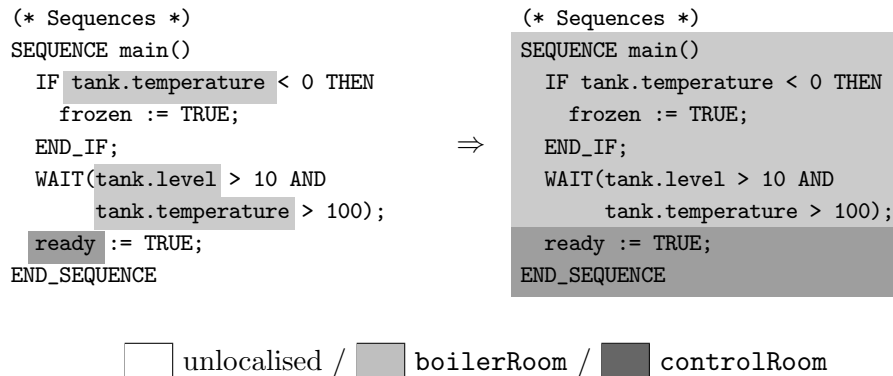 (* Sequences *)
SEQUENCE main()
IF tank.temperature < 0 THEN
frozen := TRUE;
END_IF;
WAIT(tank.level > 10 AND
tank.temperature > 100);
ready := TRUE;
END_SEQUENCE
⇒
(* Sequences *)
SEQUENCE main()
IF tank.temperature < 0 THEN
frozen := TRUE;
END_IF;
WAIT(tank.level > 10 AND
tank.temperature > 100);
ready := TRUE;
END_SEQUENCE
unlocalised / boilerRoom / controlRoom